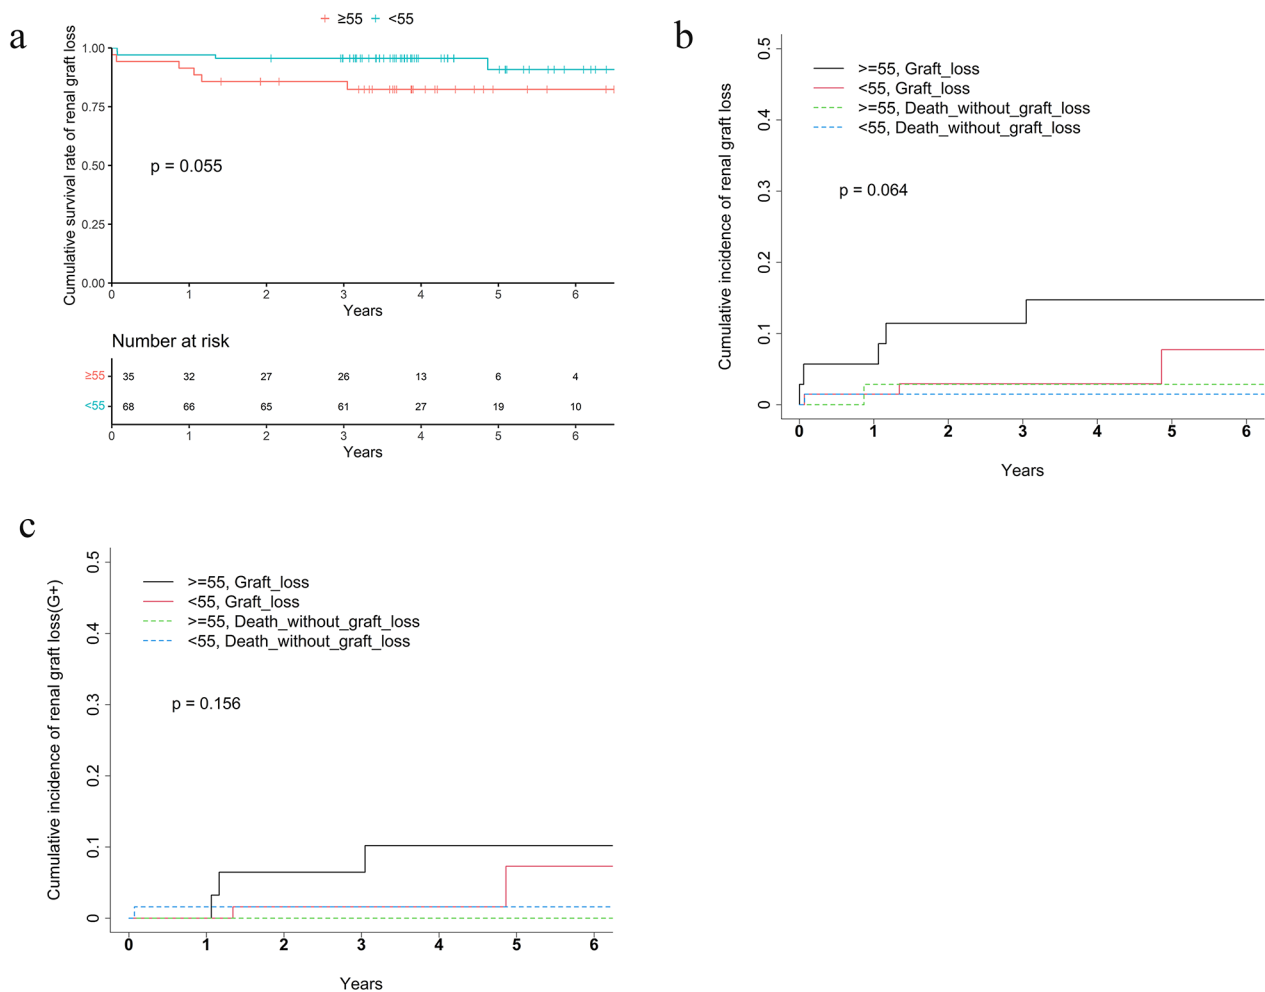 a
≥55 <55
Cumulative survival rate of renal graft loss
1.00
0.75
0.50
0.25
0.00
p = 0.055
0 1 2 3 4 5 6
Years
Number at risk
≥55 35 32 27 26 13 6 4
<55 68 66 65 61 27 19 10
0 1 2 3 4 5 6
Years
b
Cumulative incidence of renal graft loss
0.5
0.4
0.3
0.2
0.1
0
>=55, Graft_loss
<55, Graft_loss
>=55, Death_without_graft_loss
<55, Death_without_graft_loss
p = 0.064
0 1 2 3 4 5 6
Years
c
Cumulative incidence of renal graft loss(G+)
0.5
0.4
0.3
0.2
0.1
0
>=55, Graft_loss
<55, Graft_loss
>=55, Death_without_graft_loss
<55, Death_without_graft_loss
p = 0.156
0 1 2 3 4 5 6
Years